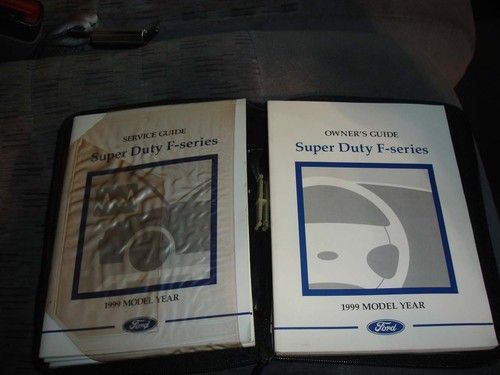 SERVICE GUIDE
Super Duty F-series
1999 MODEL YEAR
Ford
OWNER'S GUIDE
Super Duty F-series
1999 MODEL YEAR
Ford